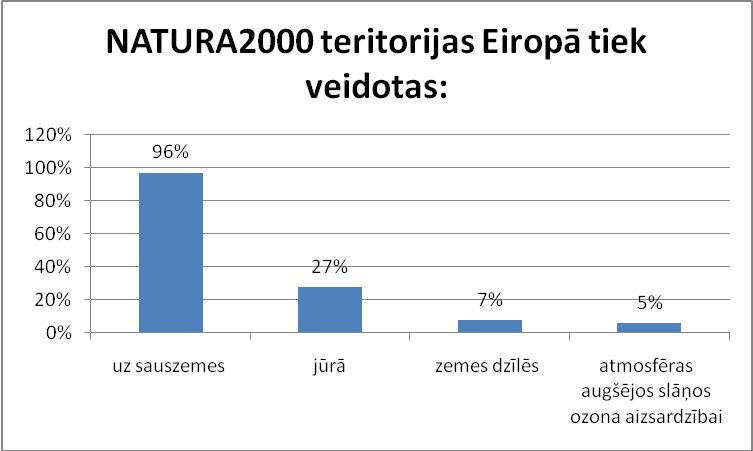 NATURA2000 teritorijas Eiropā tiek
veidotas:
120%
100%
80%
60%
40%
20%
0%
96%
27%
7%
5%
uz sauszemes
jūrā
zemes dzīlēs
atmosfēras
augšējos slāņos
ozona aizsardzībai